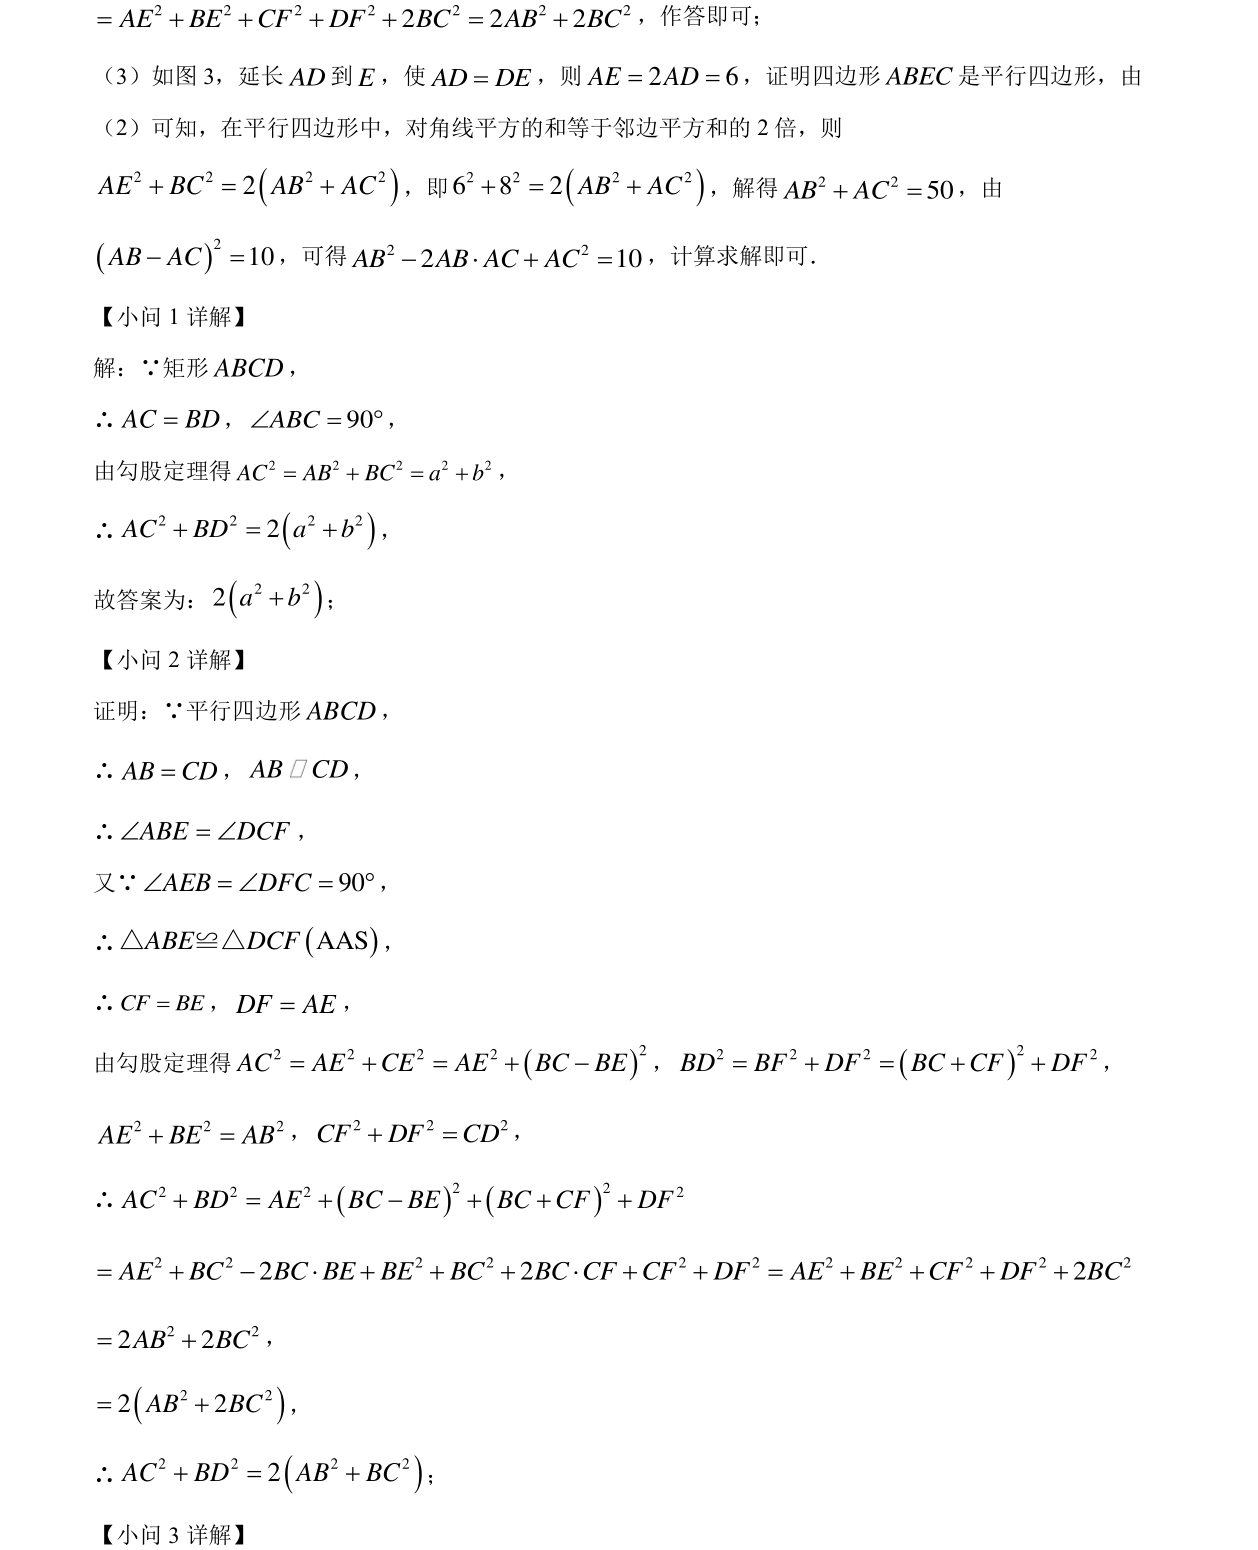 = AE² + BE² + CF² + DF² + 2BC² = 2AB² + 2BC²，作答即可；
（3）如图 3，延长 AD 到 E，使 AD = DE，则 AE = 2AD = 6，证明四边形 ABEC 是平行四边形，由
（2）可知，在平行四边形中，对角线平方的和等于邻边平方和的 2 倍，则
AE² + BC² = 2(AB² + AC²)，即 6² + 8² = 2(AB² + AC²)，解得 AB² + AC² = 50，由
(AB − AC)² = 10，可得 AB² − 2AB · AC + AC² = 10，计算求解即可．
【小问 1 详解】
解：∵矩形 ABCD，
∴ AC = BD，∠ABC = 90°，
由勾股定理得 AC² = AB² + BC² = a² + b²，
∴ AC² + BD² = 2(a² + b²)，
故答案为：2(a² + b²)；
【小问 2 详解】
证明：∵平行四边形 ABCD，
∴ AB = CD，AB ▱ CD，
∴ ∠ABE = ∠DCF，
又∵ ∠AEB = ∠DFC = 90°，
∴ △ABE≌△DCF(AAS)，
∴ CF = BE，DF = AE，
由勾股定理得 AC² = AE² + CE² = AE² + (BC − BE)²，BD² = BF² + DF² = (BC + CF)² + DF²，
AE² + BE² = AB²，CF² + DF² = CD²，
∴ AC² + BD² = AE² + (BC − BE)² + (BC + CF)² + DF²
= AE² + BC² − 2BC · BE + BE² + BC² + 2BC · CF + CF² + DF² = AE² + BE² + CF² + DF² + 2BC²
= 2AB² + 2BC²，
= 2(AB² + 2BC²)，
∴ AC² + BD² = 2(AB² + BC²)；
【小问 3 详解】